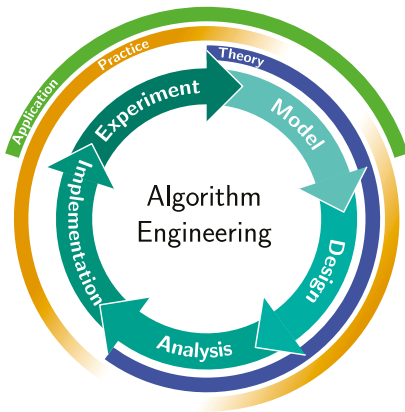 Application
Practice
Theory
Experiment
Model
Implementation
Algorithm
Engineering
Design
Analysis